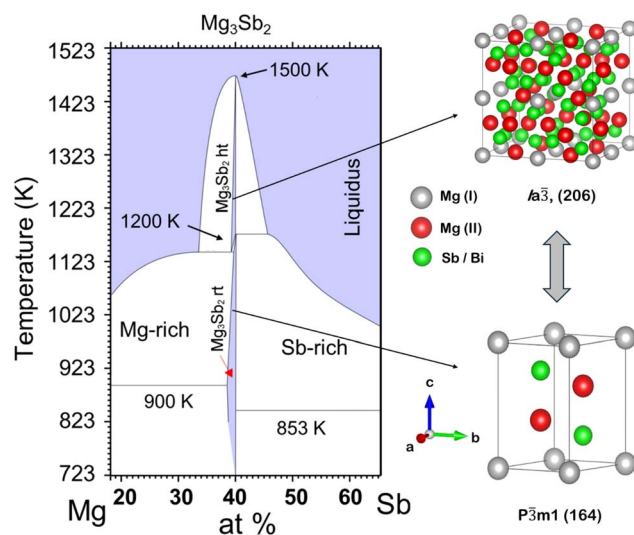 Mg₃Sb₂
1523
1423
1323
1223
1123
1023
923
823
723
Temperature (K)
1500 K
Mg₃Sb₂ ht
Liquidus
1200 K
Mg₃Sb₂ rt
Mg-rich
Sb-rich
900 K
853 K
20 30 40 50 60
Mg
Sb
at %
Ia3̅, (206)
Mg (I)
Mg (II)
Sb / Bi
c
b
a
P3̅m1 (164)